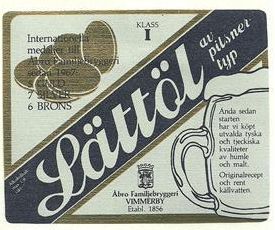 Internationella
medaljer till
Åbro Familjebryggeri
sedan 1967:
7 SILVER
6 BRONS
KLASS
I
Lättöl
av
pilsner
typ
Ända sedan
starten
har vi köpt
utvalda tyska
och tjeckiska
kvaliteter
av humle
och malt.
Originalrecept
och rent
källvatten.
Åbro Familjebryggeri
VIMMERBY
Etabl. 1856